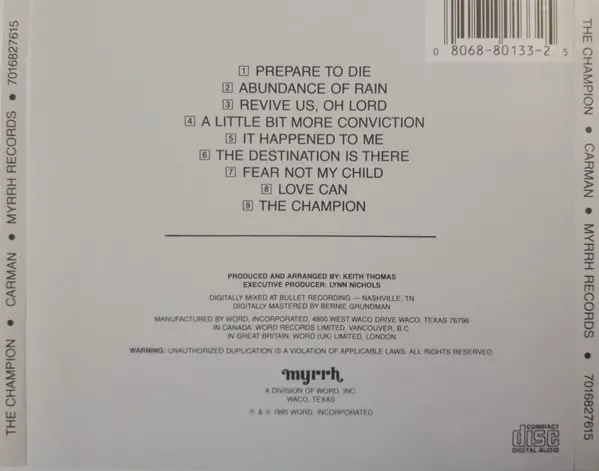 0 8068-80133-2 5
1 PREPARE TO DIE
2 ABUNDANCE OF RAIN
3 REVIVE US, OH LORD
4 A LITTLE BIT MORE CONVICTION
5 IT HAPPENED TO ME
6 THE DESTINATION IS THERE
7 FEAR NOT MY CHILD
8 LOVE CAN
9 THE CHAMPION
PRODUCED AND ARRANGED BY: KEITH THOMAS
EXECUTIVE PRODUCER: LYNN NICHOLS
DIGITALLY MIXED AT BULLET RECORDING — NASHVILLE, TN
DIGITALLY MASTERED BY BERNIE GRUNDMAN
MANUFACTURED BY WORD, INCORPORATED, 4800 WEST WACO DRIVE WACO, TEXAS 76796
IN CANADA: WORD RECORDS LIMITED, VANCOUVER, B.C
IN GREAT BRITAIN: WORD (UK) LIMITED, LONDON
WARNING: UNAUTHORIZED DUPLICATION IS A VIOLATION OF APPLICABLE LAWS. ALL RIGHTS RESERVED
myrrh
A DIVISION OF WORD, INC
WACO, TEXAS
℗ & © 1985 WORD, INCORPORATED
COMPACT
disc
DIGITAL AUDIO
THE CHAMPION • CARMAN • MYRRH RECORDS • 7016827615
THE CHAMPION • CARMAN • MYRRH RECORDS • 7016827615